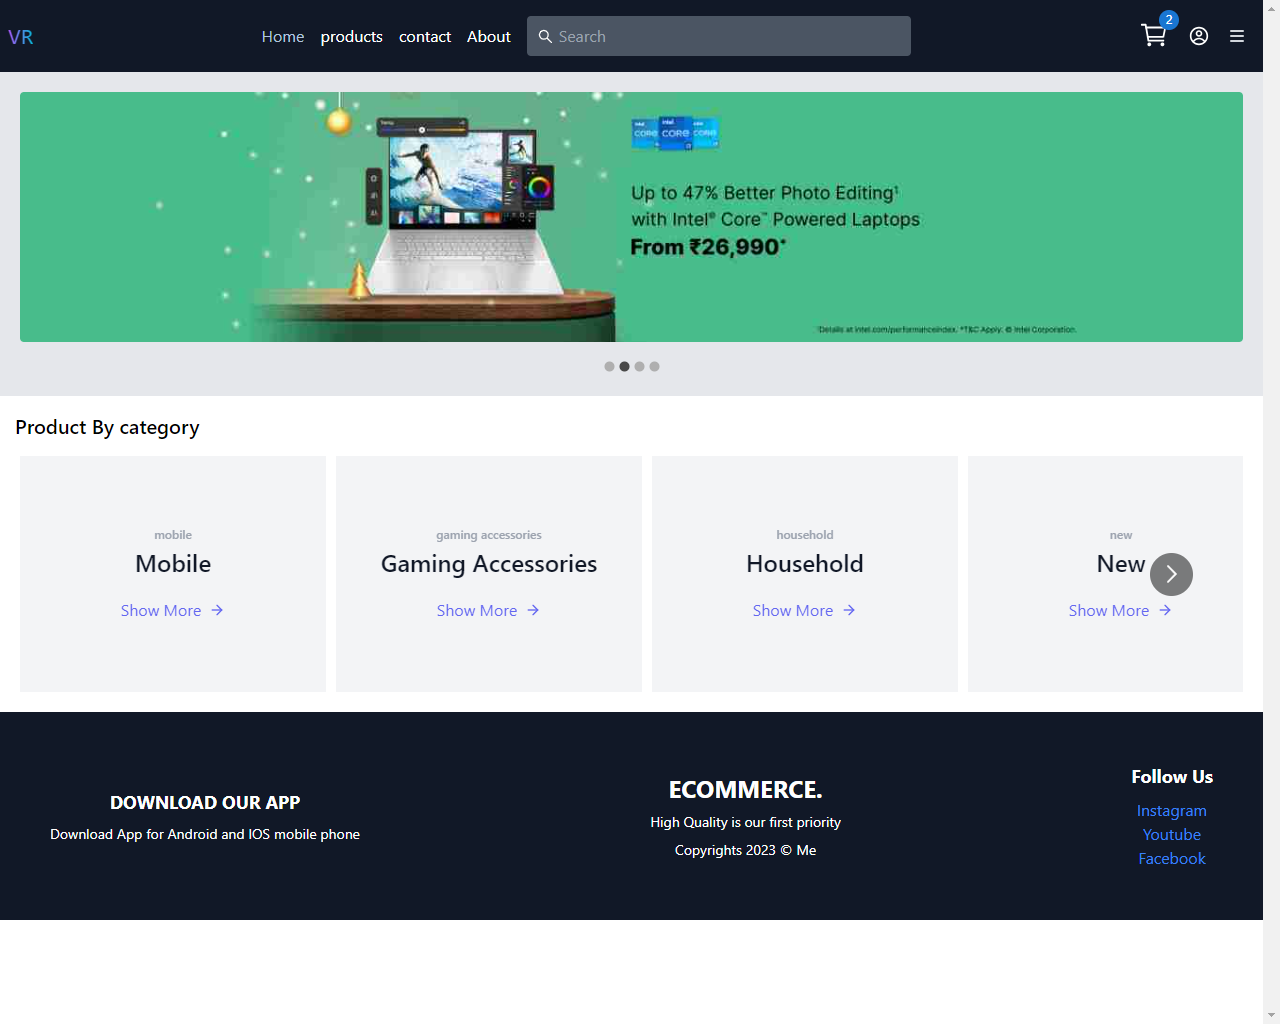 VR
Home
products
contact
About
Search
2
intel
CORE
CORE
CORE
Up to 47% Better Photo Editing¹
with Intel® Core™ Powered Laptops
From ₹26,990*
¹Details at intel.com/performanceindex. *T&C Apply. © Intel Corporation.
Product By category
mobile
Mobile
Show More
gaming accessories
Gaming Accessories
Show More
household
Household
Show More
new
New
Show More
DOWNLOAD OUR APP
Download App for Android and IOS mobile phone
ECOMMERCE.
High Quality is our first priority
Copyrights 2023 © Me
Follow Us
Instagram
Youtube
Facebook